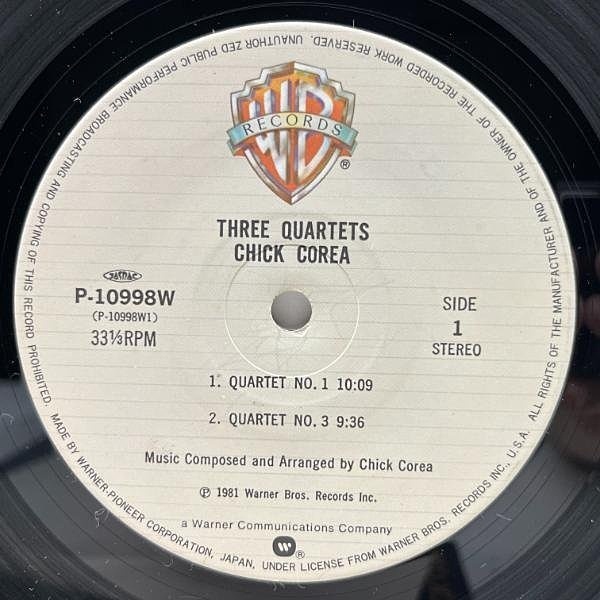 WB
RECORDS
®
THREE QUARTETS
CHICK COREA
JASRAC
P-10998W
(P-10998W1)
33⅓RPM
SIDE
1
STEREO
1. QUARTET NO. 1 10:09
2. QUARTET NO. 3 9:36
Music Composed and Arranged by Chick Corea
℗ 1981 Warner Bros. Records Inc.
a Warner Communications Company
®
MADE BY WARNER-PIONEER CORPORATION, JAPAN, UNDER LICENSE FROM WARNER BROS. RECORDS INC., U.S.A. ALL RIGHTS OF THE MANUFACTURER AND OF THE OWNER OF THE RECORDED WORK RESERVED. UNAUTHORIZED PUBLIC PERFORMANCE BROADCASTING AND COPYING OF THIS RECORD PROHIBITED.